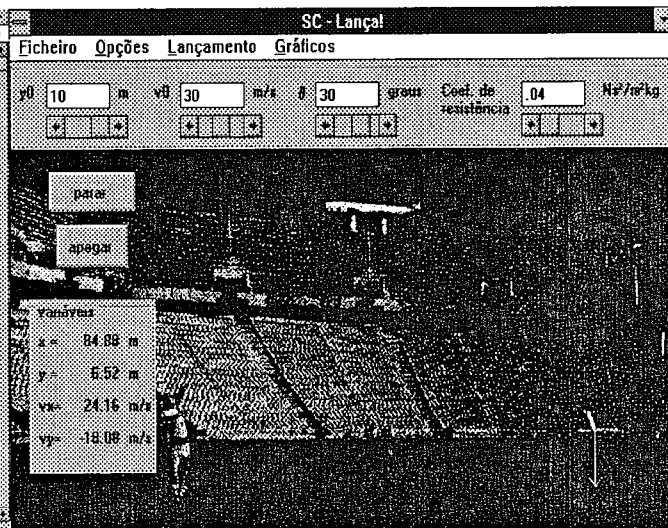 SC - Lança!
Ficheiro Opções Lançamento Gráficos
y0 10 m v0 30 m/s θ 30 graus Coef. de resistência .04 Ns²/m²kg
parar
apagar
variáveis
x = 84.88 m
y = 6.52 m
vx= 24.16 m/s
vy= -18.08 m/s